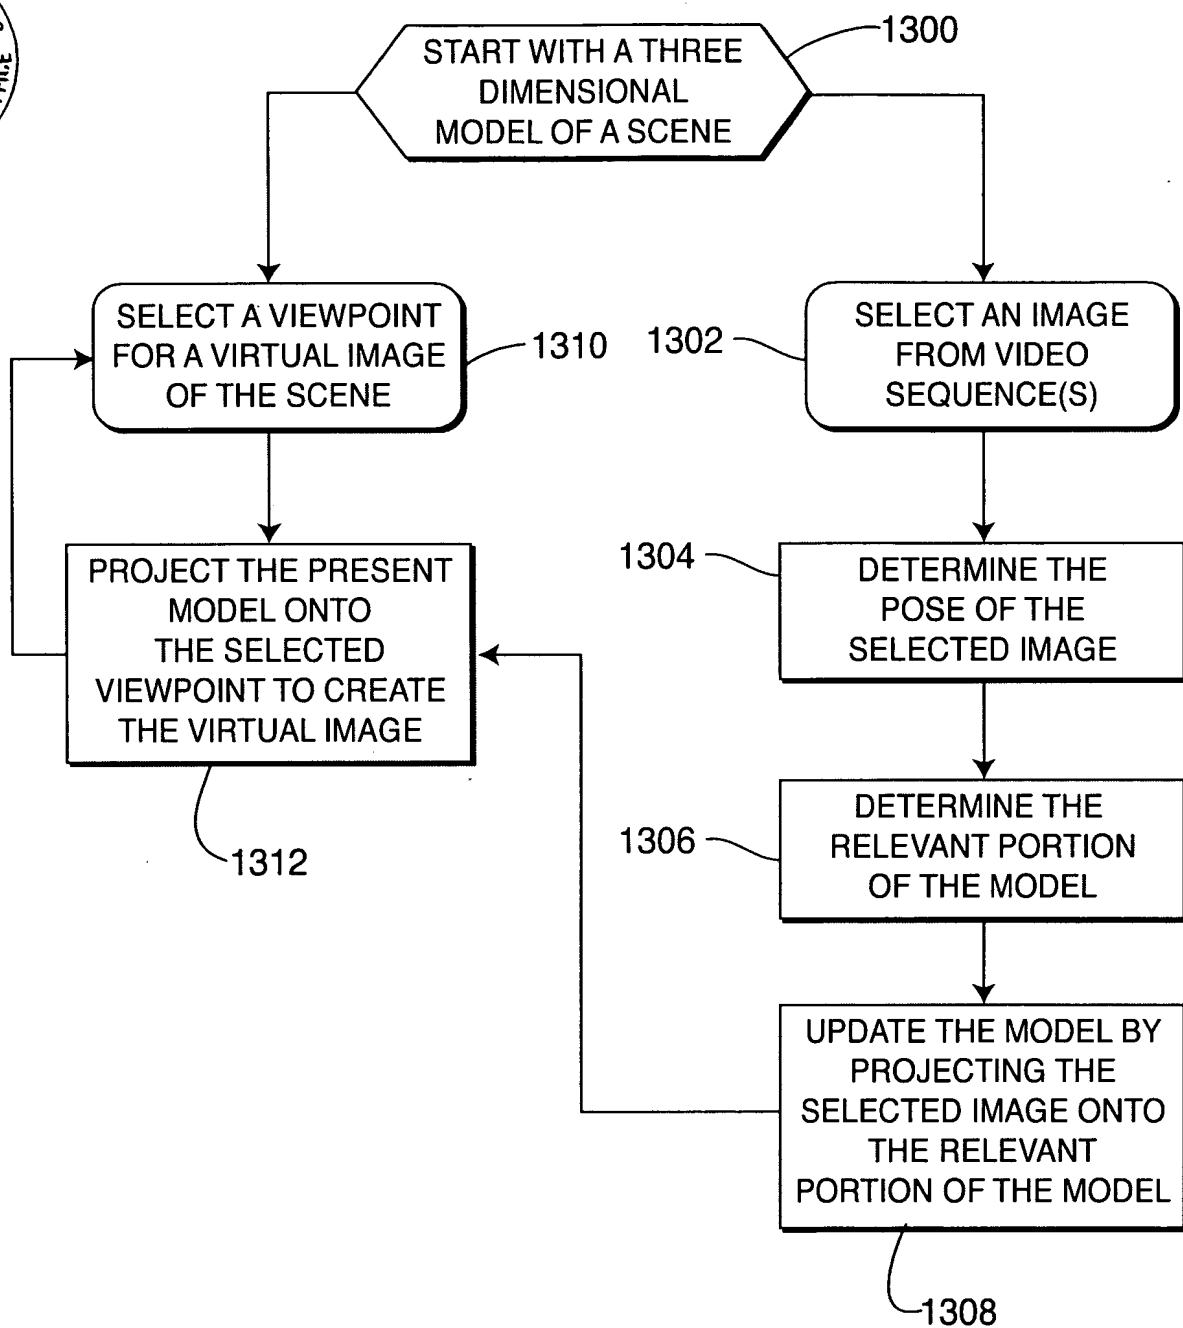 1300
START WITH A THREE
DIMENSIONAL
MODEL OF A SCENE
SELECT A VIEWPOINT
FOR A VIRTUAL IMAGE
OF THE SCENE
1310
1302
SELECT AN IMAGE
FROM VIDEO
SEQUENCE(S)
PROJECT THE PRESENT
MODEL ONTO
THE SELECTED
VIEWPOINT TO CREATE
THE VIRTUAL IMAGE
1312
1304
DETERMINE THE
POSE OF THE
SELECTED IMAGE
1306
DETERMINE THE
RELEVANT PORTION
OF THE MODEL
UPDATE THE MODEL BY
PROJECTING THE
SELECTED IMAGE ONTO
THE RELEVANT
PORTION OF THE MODEL
1308